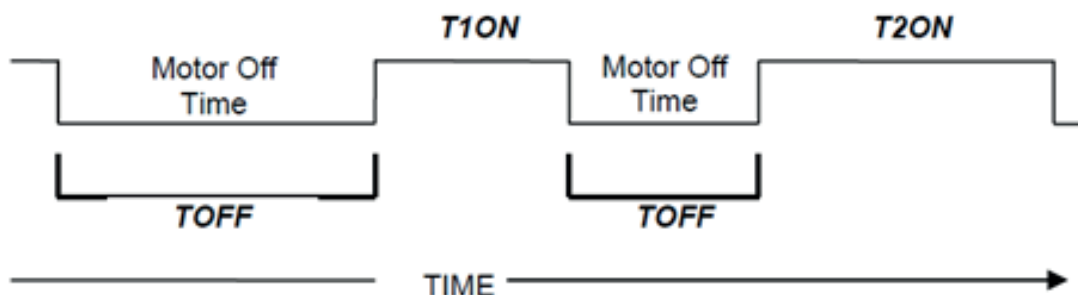 T1ON
T2ON
Motor Off
Time
Motor Off
Time
TOFF
TOFF
TIME